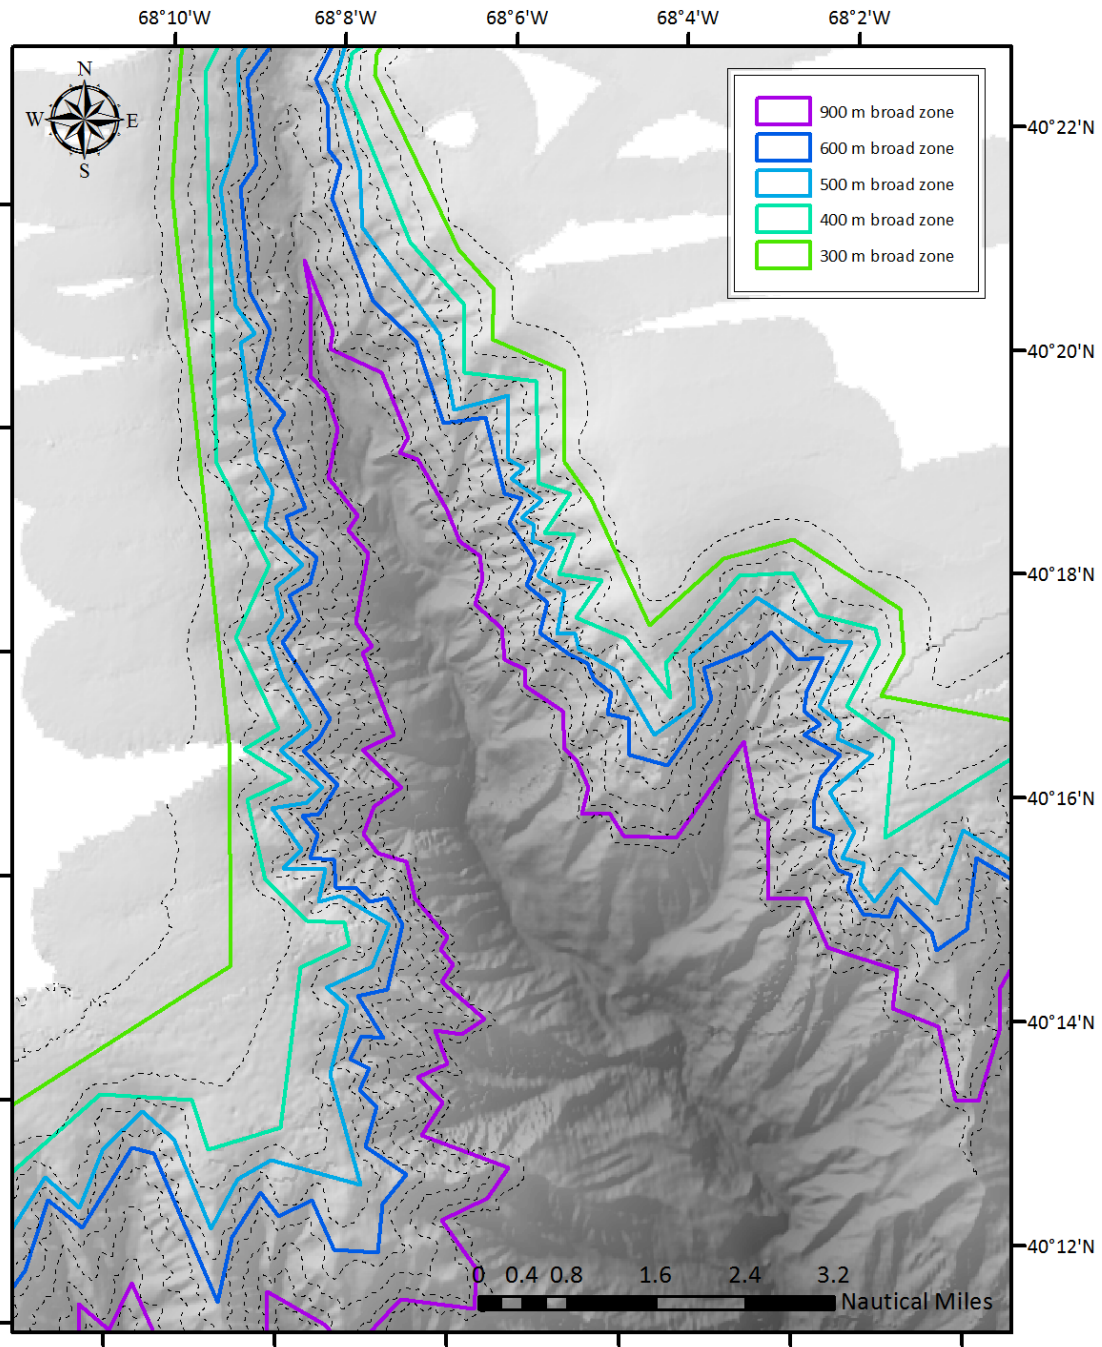 68°10'W 68°8'W 68°6'W 68°4'W 68°2'W
N
W E
S
900 m broad zone
600 m broad zone
500 m broad zone
400 m broad zone
300 m broad zone
40°22'N
40°20'N
40°18'N
40°16'N
40°14'N
40°12'N
0 0.4 0.8 1.6 2.4 3.2
Nautical Miles